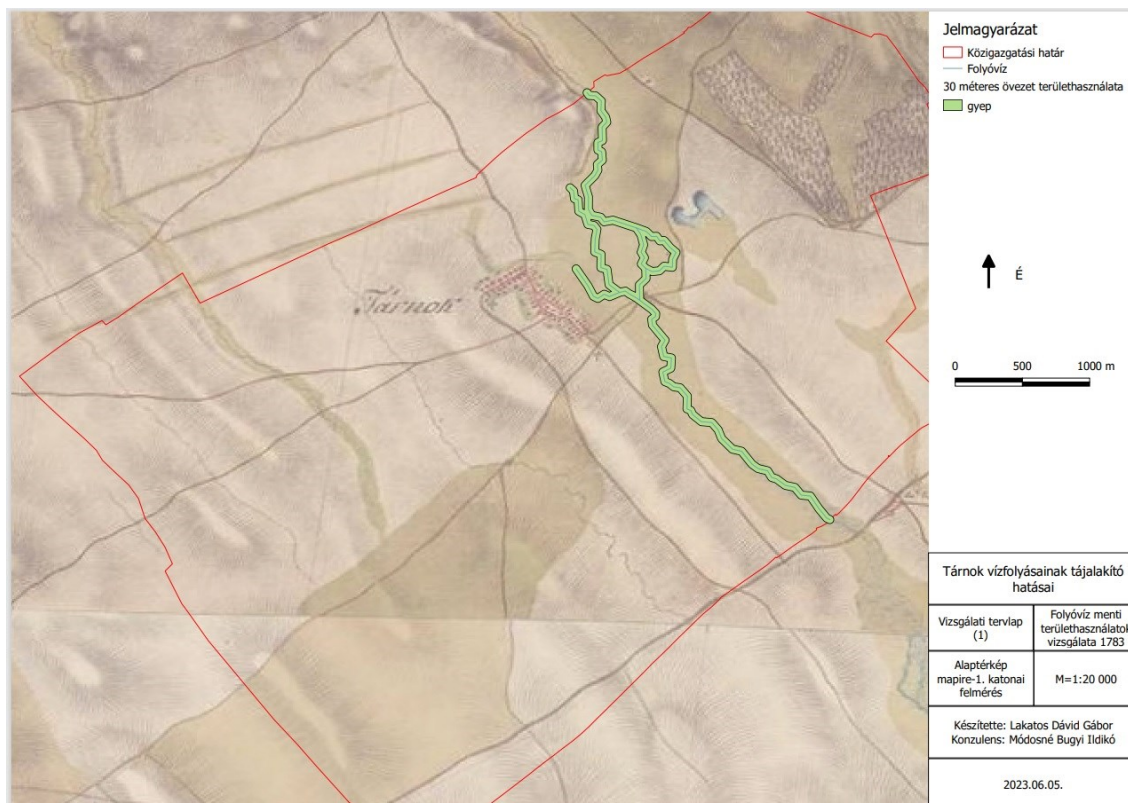 Tárnok
Jelmagyarázat
Közigazgatási határ
Folyóvíz
30 méteres övezet területhasználata
gyep
É
0 500 1000 m
Tárnok vízfolyásainak tájalakító
hatásai
Vizsgálati tervlap
(1)
Folyóvíz menti
területhasználatok
vizsgálata 1783
Alaptérkép
mapire-1. katonai
felmérés
M=1:20 000
Készítette: Lakatos Dávid Gábor
Konzulens: Módosné Bugyi Ildikó
2023.06.05.